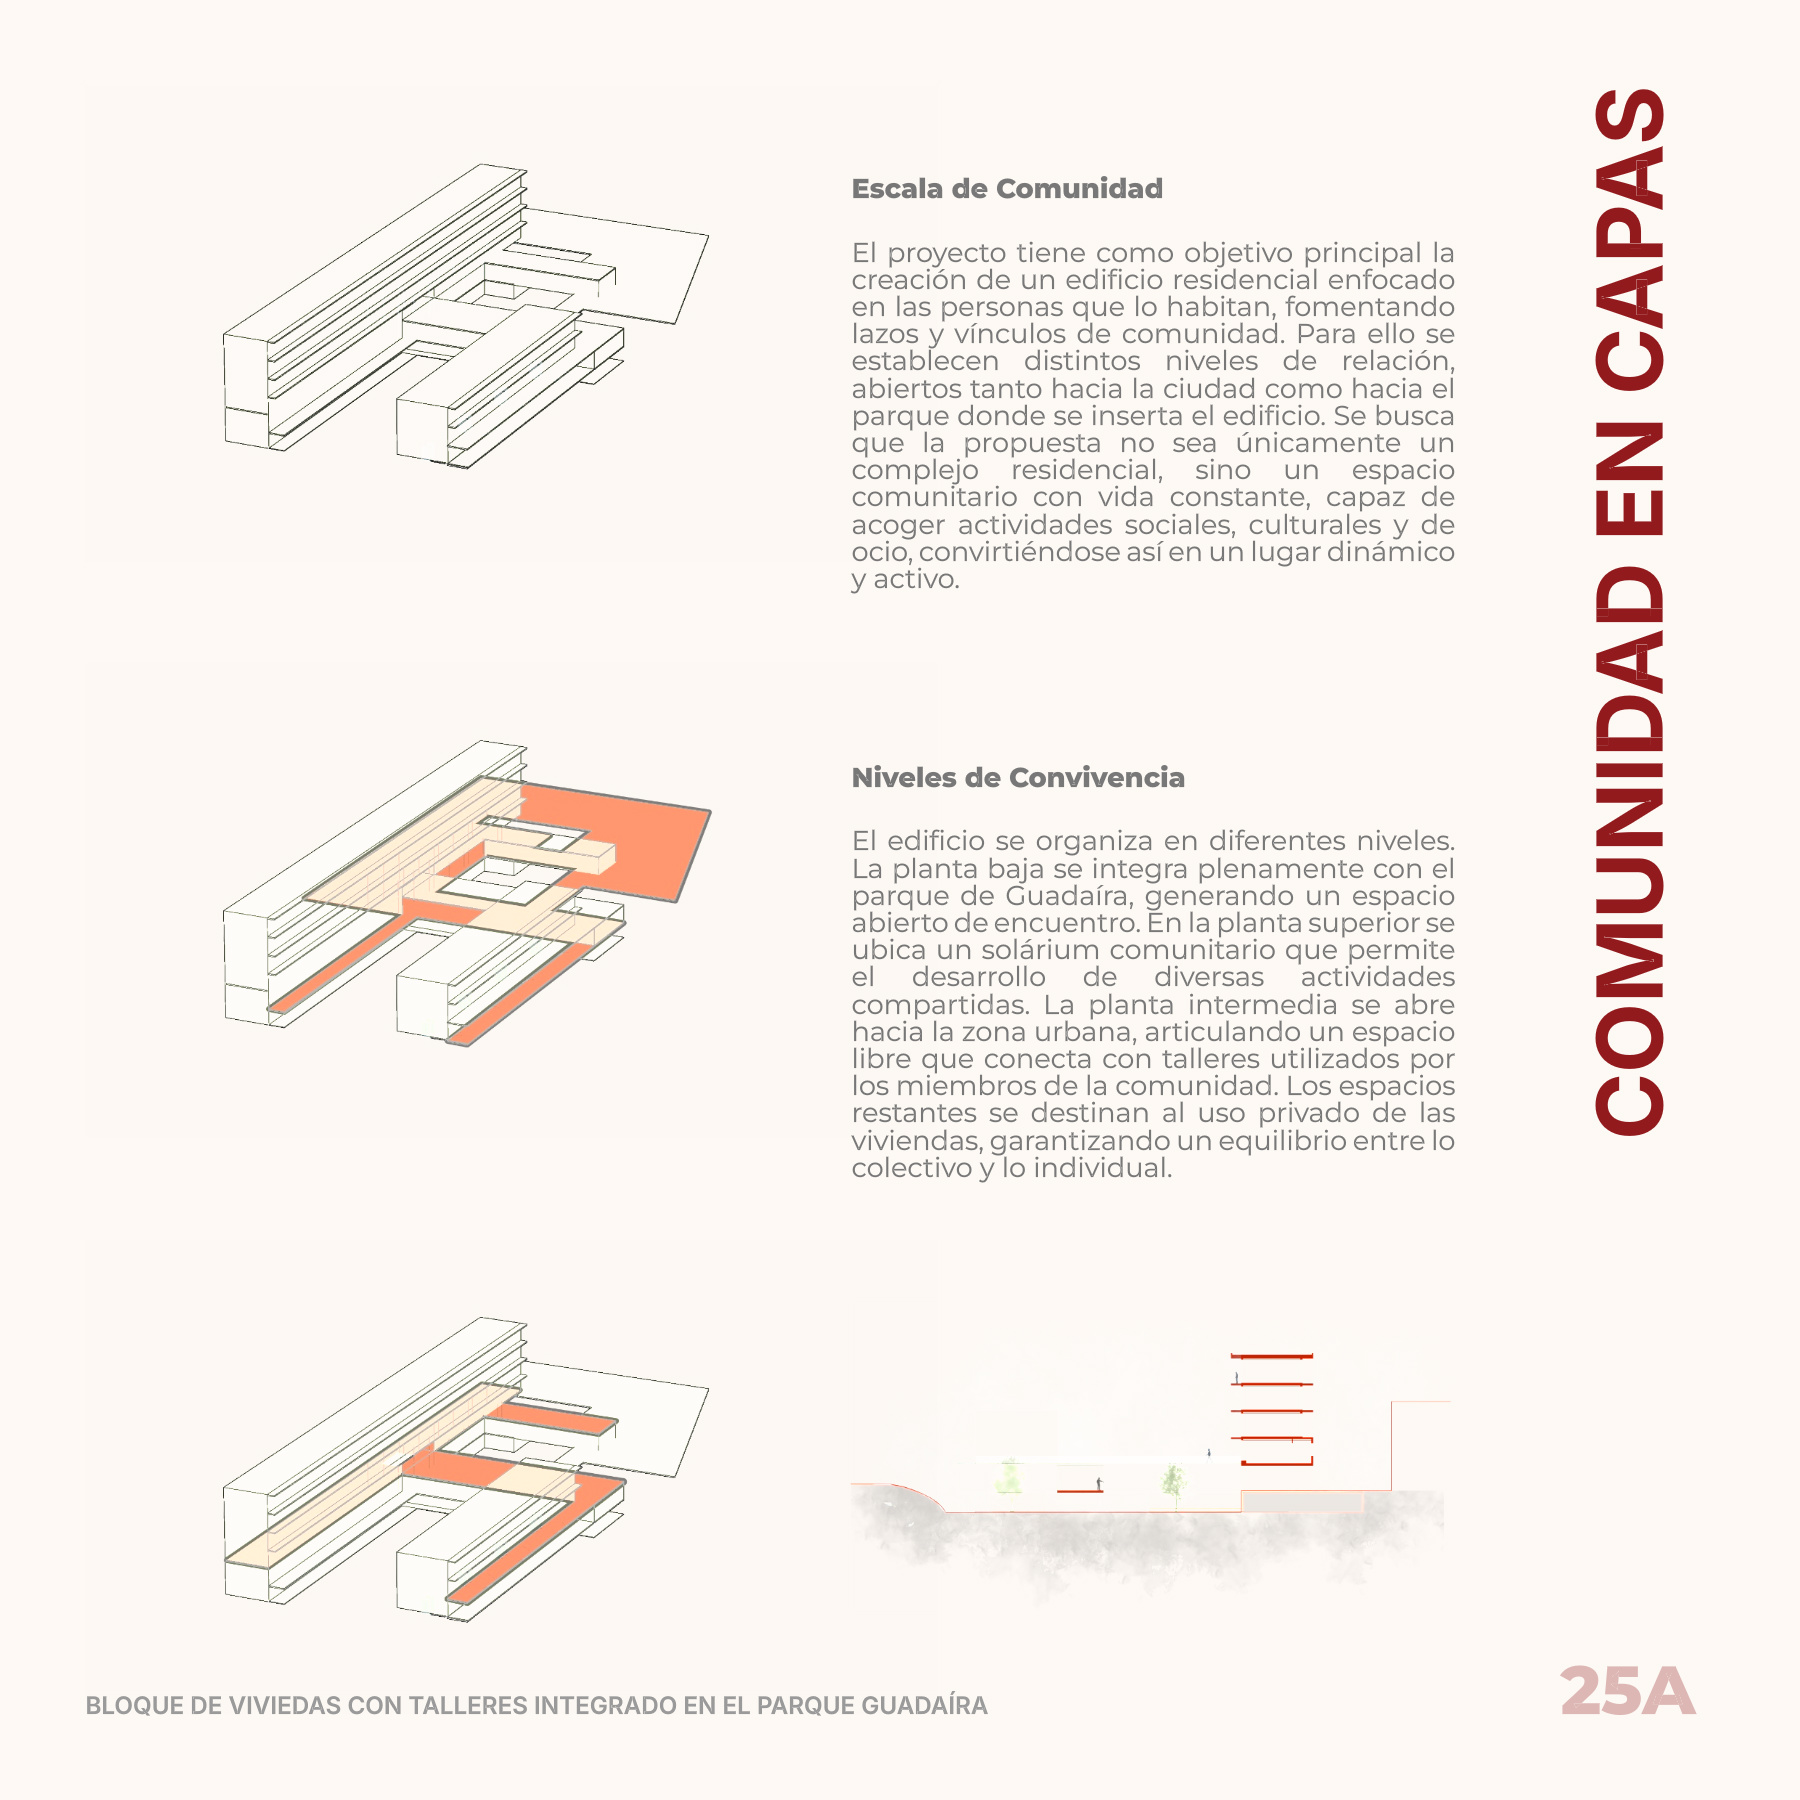 COMUNIDAD EN CAPAS
Escala de Comunidad
El proyecto tiene como objetivo principal la
creación de un edificio residencial enfocado
en las personas que lo habitan, fomentando
lazos y vínculos de comunidad. Para ello se
establecen distintos niveles de relación,
abiertos tanto hacia la ciudad como hacia el
parque donde se inserta el edificio. Se busca
que la propuesta no sea únicamente un
complejo residencial, sino un espacio
comunitario con vida constante, capaz de
acoger actividades sociales, culturales y de
ocio, convirtiéndose así en un lugar dinámico
y activo.
Niveles de Convivencia
El edificio se organiza en diferentes niveles.
La planta baja se integra plenamente con el
parque de Guadaíra, generando un espacio
abierto de encuentro. En la planta superior se
ubica un solárium comunitario que permite
el desarrollo de diversas actividades
compartidas. La planta intermedia se abre
hacia la zona urbana, articulando un espacio
libre que conecta con talleres utilizados por
los miembros de la comunidad. Los espacios
restantes se destinan al uso privado de las
viviendas, garantizando un equilibrio entre lo
colectivo y lo individual.
BLOQUE DE VIVIEDAS CON TALLERES INTEGRADO EN EL PARQUE GUADAÍRA
25A